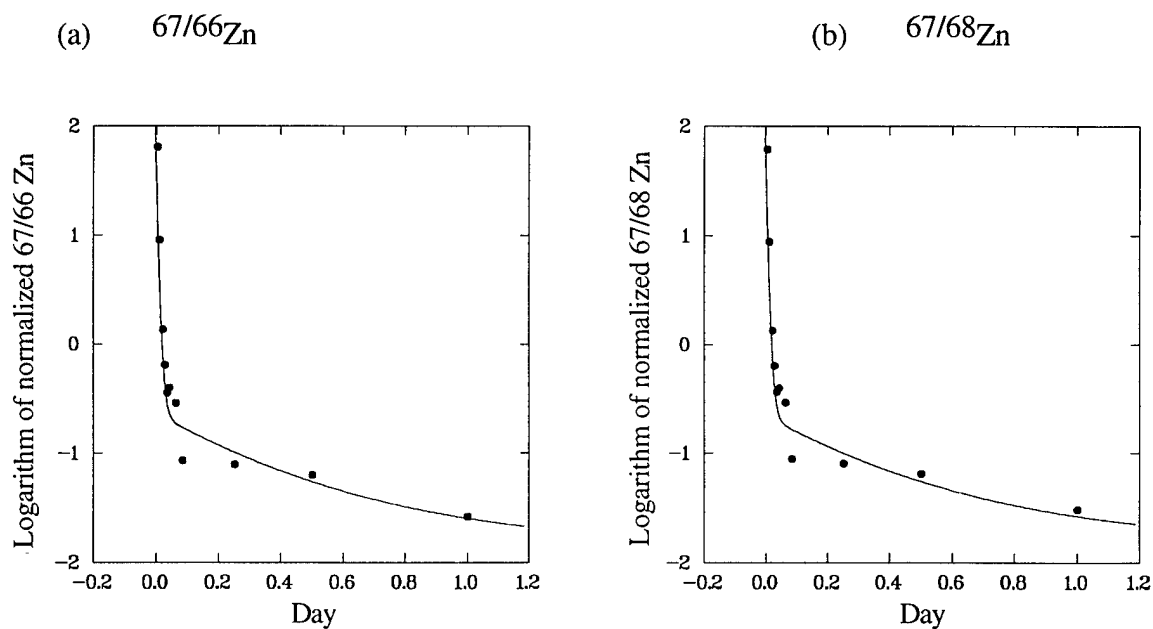 (a) 67/66Zn
(b) 67/68Zn
Logarithm of normalized 67/66 Zn
2
1
0
−1
−2
−0.2 0.0 0.2 0.4 0.6 0.8 1.0 1.2
Day
Logarithm of normalized 67/68 Zn
2
1
0
−1
−2
−0.2 0.0 0.2 0.4 0.6 0.8 1.0 1.2
Day